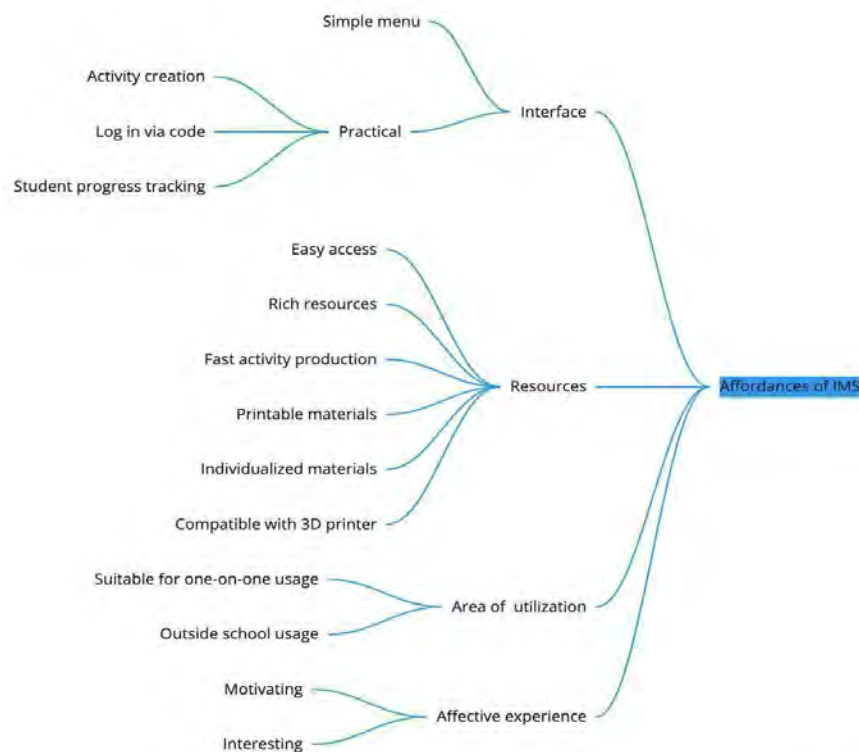 Simple menu
Activity creation
Log in via code
Practical
Interface
Student progress tracking
Easy access
Rich resources
Fast activity production
Resources
Affordances of IMS
Printable materials
Individualized materials
Compatible with 3D printer
Suitable for one-on-one usage
Area of utilization
Outside school usage
Motivating
Affective experience
Interesting